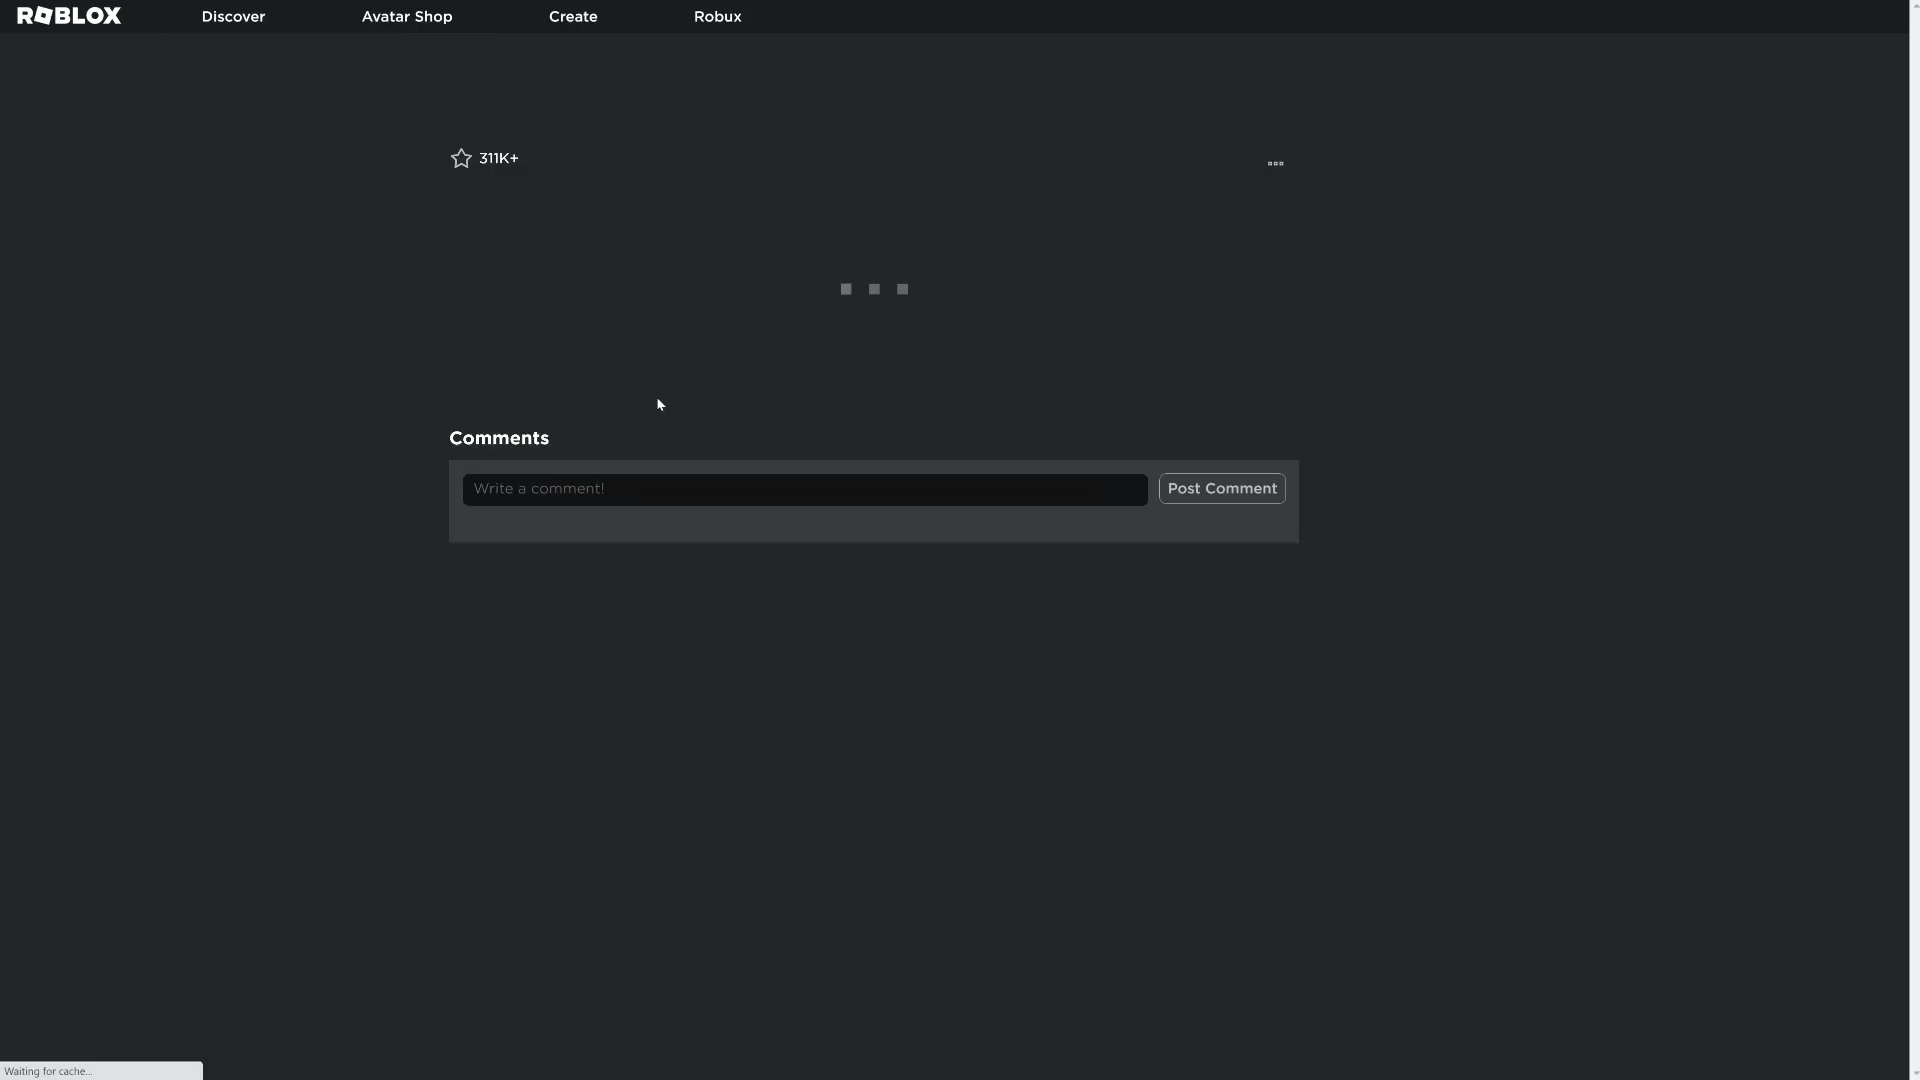 ROBLOX Discover Avatar Shop Create Robux
311K+
Comments
Write a comment! Post Comment
Waiting for cache...